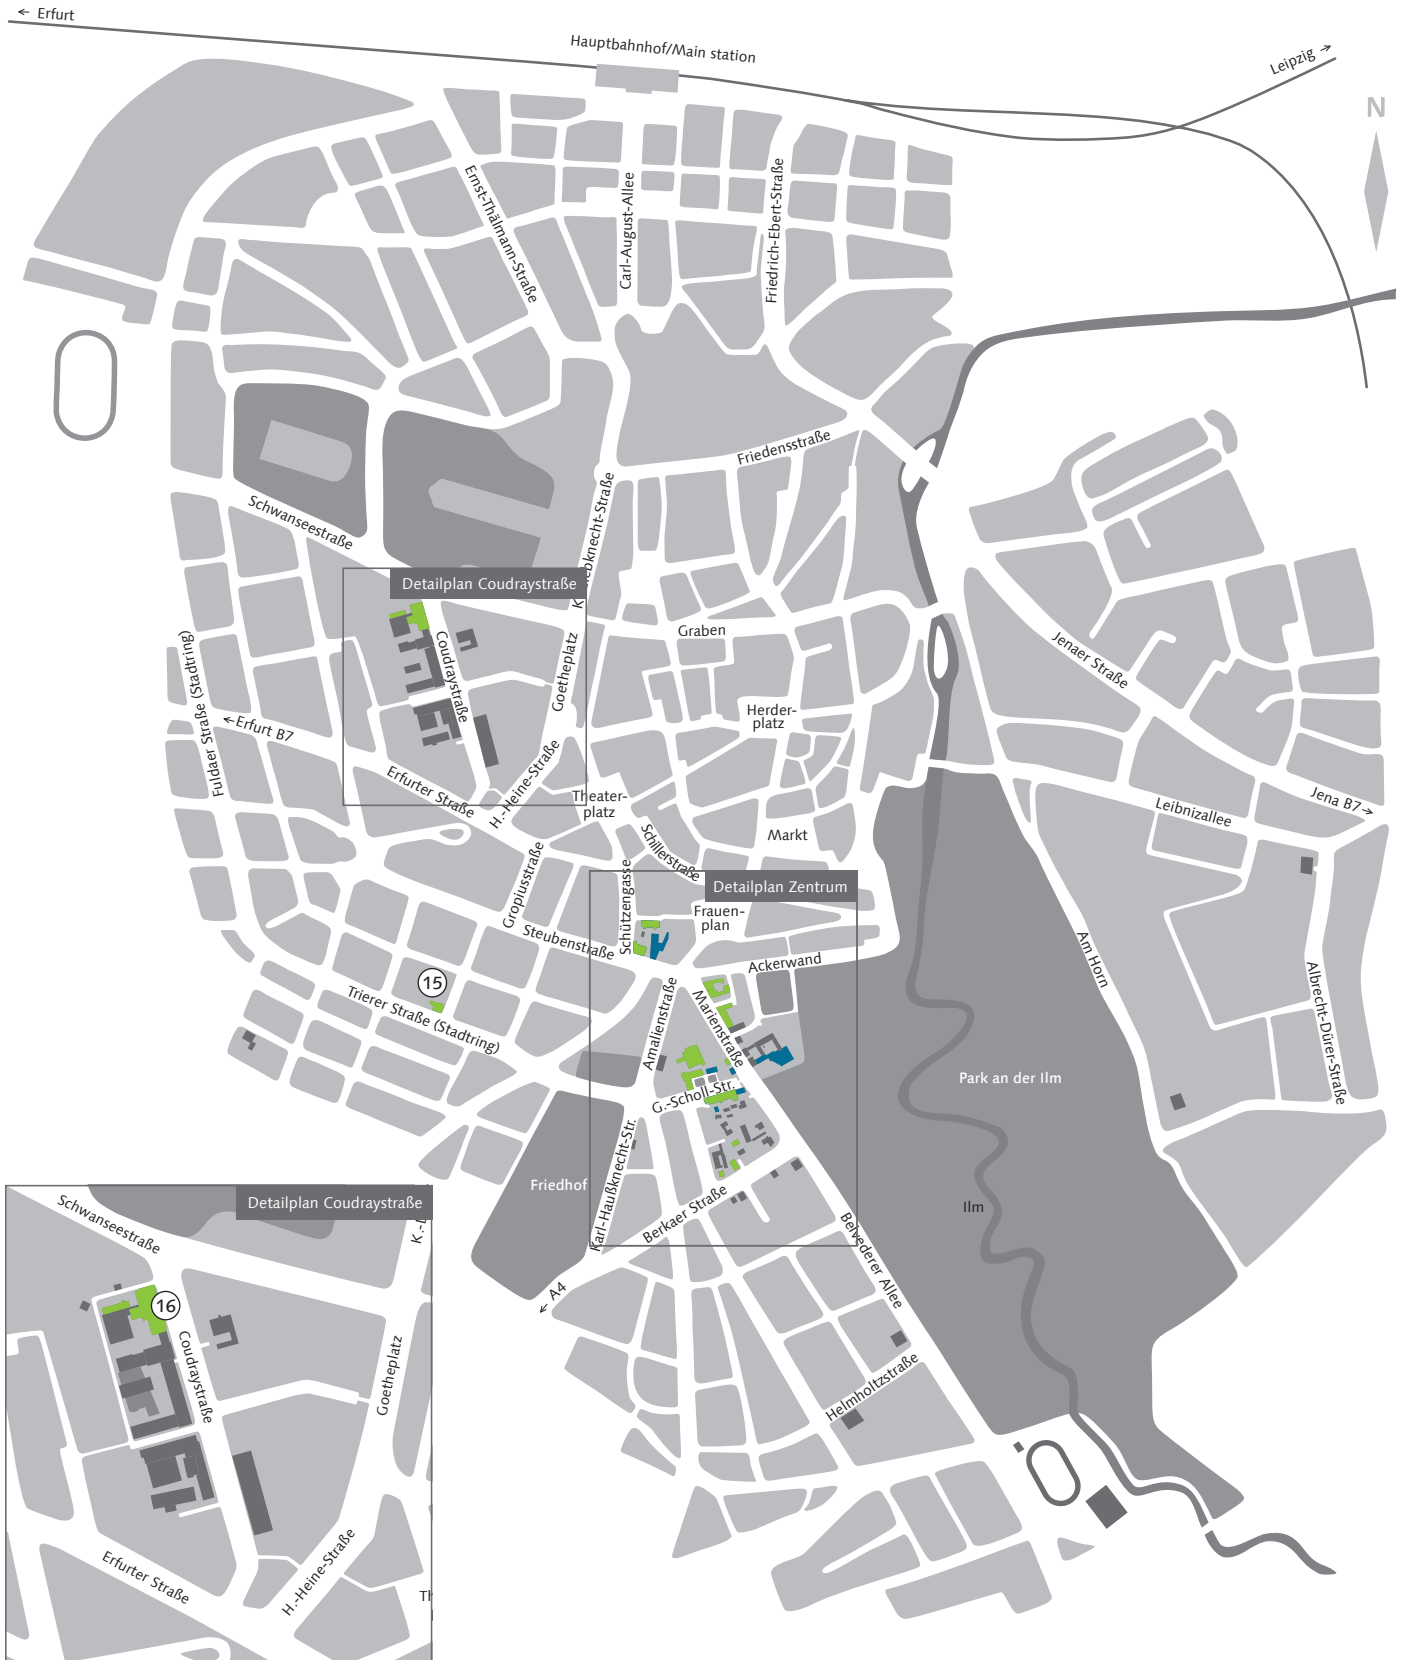 ← Erfurt
Hauptbahnhof/Main station
Leipzig →
N
Ernst-Thälmann-Straße
Carl-August-Allee
Friedrich-Ebert-Straße
Friedensstraße
Schwanseestraße
Detailplan Coudraystraße
Graben
Coudraystraße
Goetheplatz
Jenaer Straße
Fuldaer Straße (Stadtring)
← Erfurt B7
Herder-
platz
Erfurter Straße
H.-Heine-Straße
Theater-
platz
Jena B7 →
Leibnizallee
Markt
Schillerstraße
Gropiusstraße
Schützengasse
Detailplan Zentrum
Frauen-
plan
Steubenstraße
Ackerwand
Am Horn
15
Trierer Straße (Stadtring)
Amalienstraße
Marienstraße
Albrecht-Dürer-Straße
Park an der Ilm
G.-Scholl-Str.
Friedhof
Karl-Haußknecht-Str.
Berkaer Straße
Ilm
Belvederer Allee
← A4
Helmholtzstraße
Detailplan Coudraystraße
Schwanseestraße
16
Coudraystraße
Goetheplatz
Erfurter Straße
H.-Heine-Straße